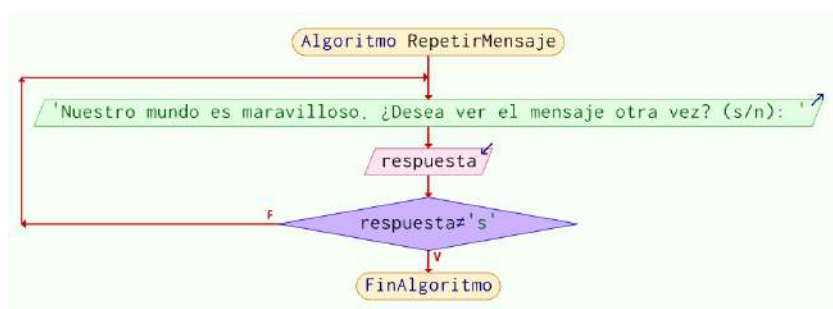 Algoritmo RepetirMensaje
'Nuestro mundo es maravilloso. ¿Desea ver el mensaje otra vez? (s/n): '
respuesta
respuesta≠'s'
F
V
FinAlgoritmo